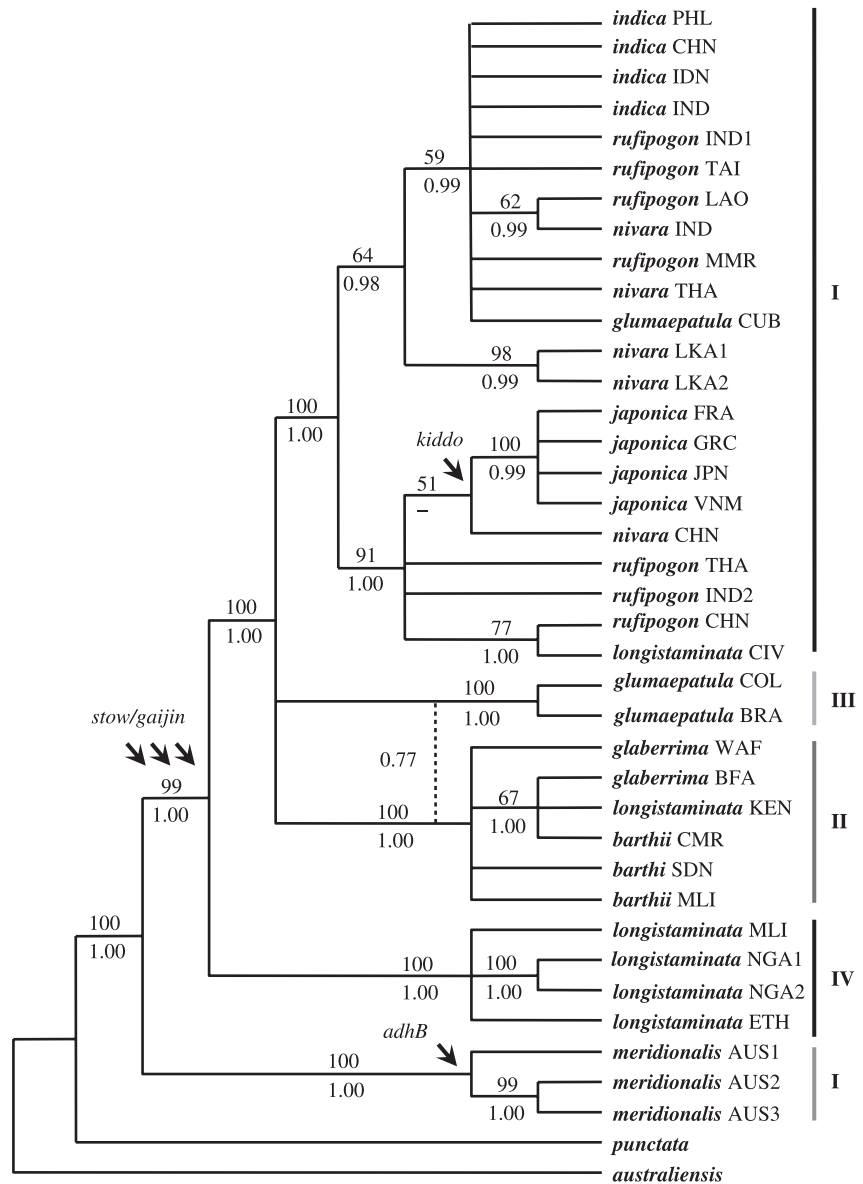 indica PHL
indica CHN
indica IDN
indica IND
rufipogon IND1
59
rufipogon TAI
0.99
62
rufipogon LAO
0.99
nivara IND
64
rufipogon MMR
0.98
nivara THA
I
glumaepatula CUB
98
nivara LKA1
0.99
nivara LKA2
100
japonica FRA
1.00
kiddo
100
japonica GRC
0.99
japonica JPN
51
–
japonica VNM
nivara CHN
91
rufipogon THA
1.00
rufipogon IND2
100
1.00
77
rufipogon CHN
1.00
longistaminata CIV
100
glumaepatula COL
III
1.00
glumaepatula BRA
stow/gaijin
glaberrima WAF
0.77
99
1.00
glaberrima BFA
67
longistaminata KEN
II
100
1.00
1.00
barthii CMR
barthi SDN
barthii MLI
100
1.00
longistaminata MLI
100
100
longistaminata NGA1
IV
1.00
1.00
longistaminata NGA2
adhB
longistaminata ETH
100
1.00
meridionalis AUS1
99
meridionalis AUS2
I
1.00
meridionalis AUS3
punctata
australiensis